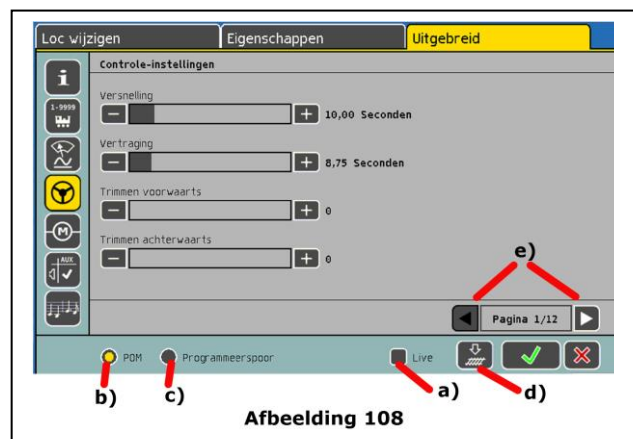 Loc wijzigen
Eigenschappen
Uitgebreid
Controle-instellingen
i
1-9999
Versnelling
10,00 Seconden
Vertraging
8,75 Seconden
Trimmen voorwaarts
0
M
Trimmen achterwaarts
0
AUX
e)
Pagina 1/12
POM
Programmeerspoor
Live
b)
c)
a)
d)
Afbeelding 108